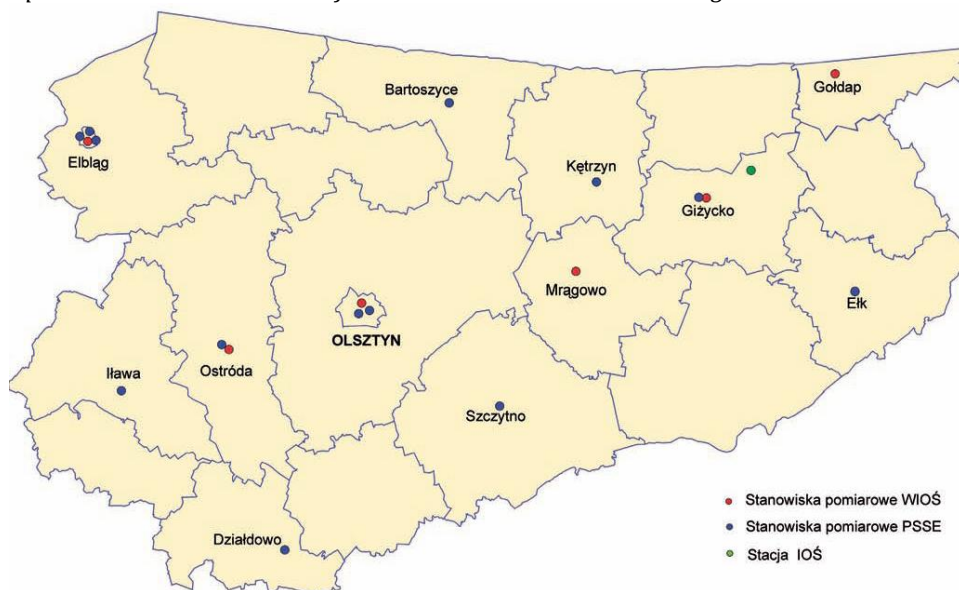 Bartoszyce
Gołdap
Elbląg
Kętrzyn
Giżycko
Mrągowo
Ełk
OLSZTYN
Ostróda
Iława
Szczytno
Działdowo
Stanowiska pomiarowe WIOŚ
Stanowiska pomiarowe PSSE
Stacja IOŚ